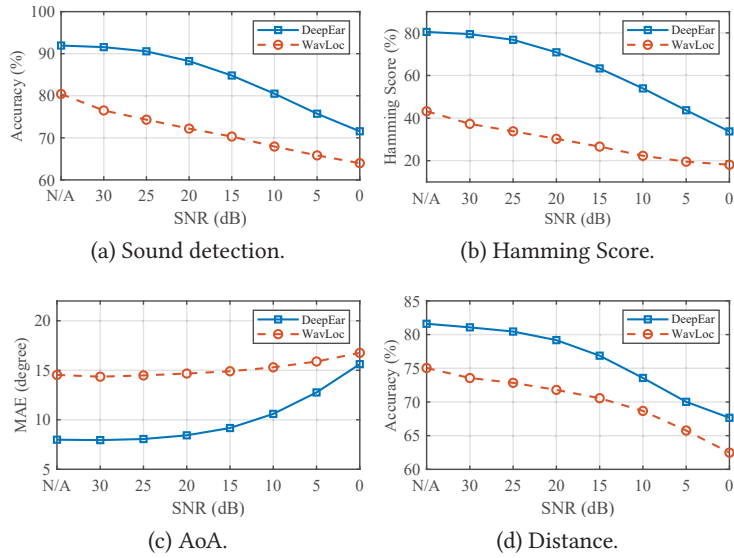 100
90
80
70
60
Accuracy (%)
DeepEar
WavLoc
N/A 30 25 20 15 10 5 0
SNR (dB)
(a) Sound detection.
80
60
40
20
Hamming Score (%)
DeepEar
WavLoc
N/A 30 25 20 15 10 5 0
SNR (dB)
(b) Hamming Score.
20
15
10
5
MAE (degree)
DeepEar
WavLoc
N/A 30 25 20 15 10 5 0
SNR (dB)
(c) AoA.
85
80
75
70
65
60
Accuracy (%)
DeepEar
WavLoc
N/A 30 25 20 15 10 5 0
SNR (dB)
(d) Distance.